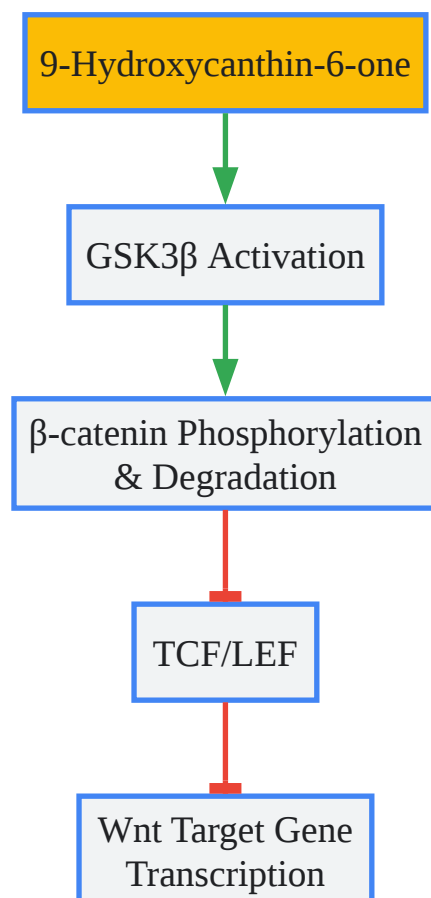 9-Hydroxycanthin-6-one
GSK3β Activation
β-catenin Phosphorylation
& Degradation
TCF/LEF
Wnt Target Gene
Transcription